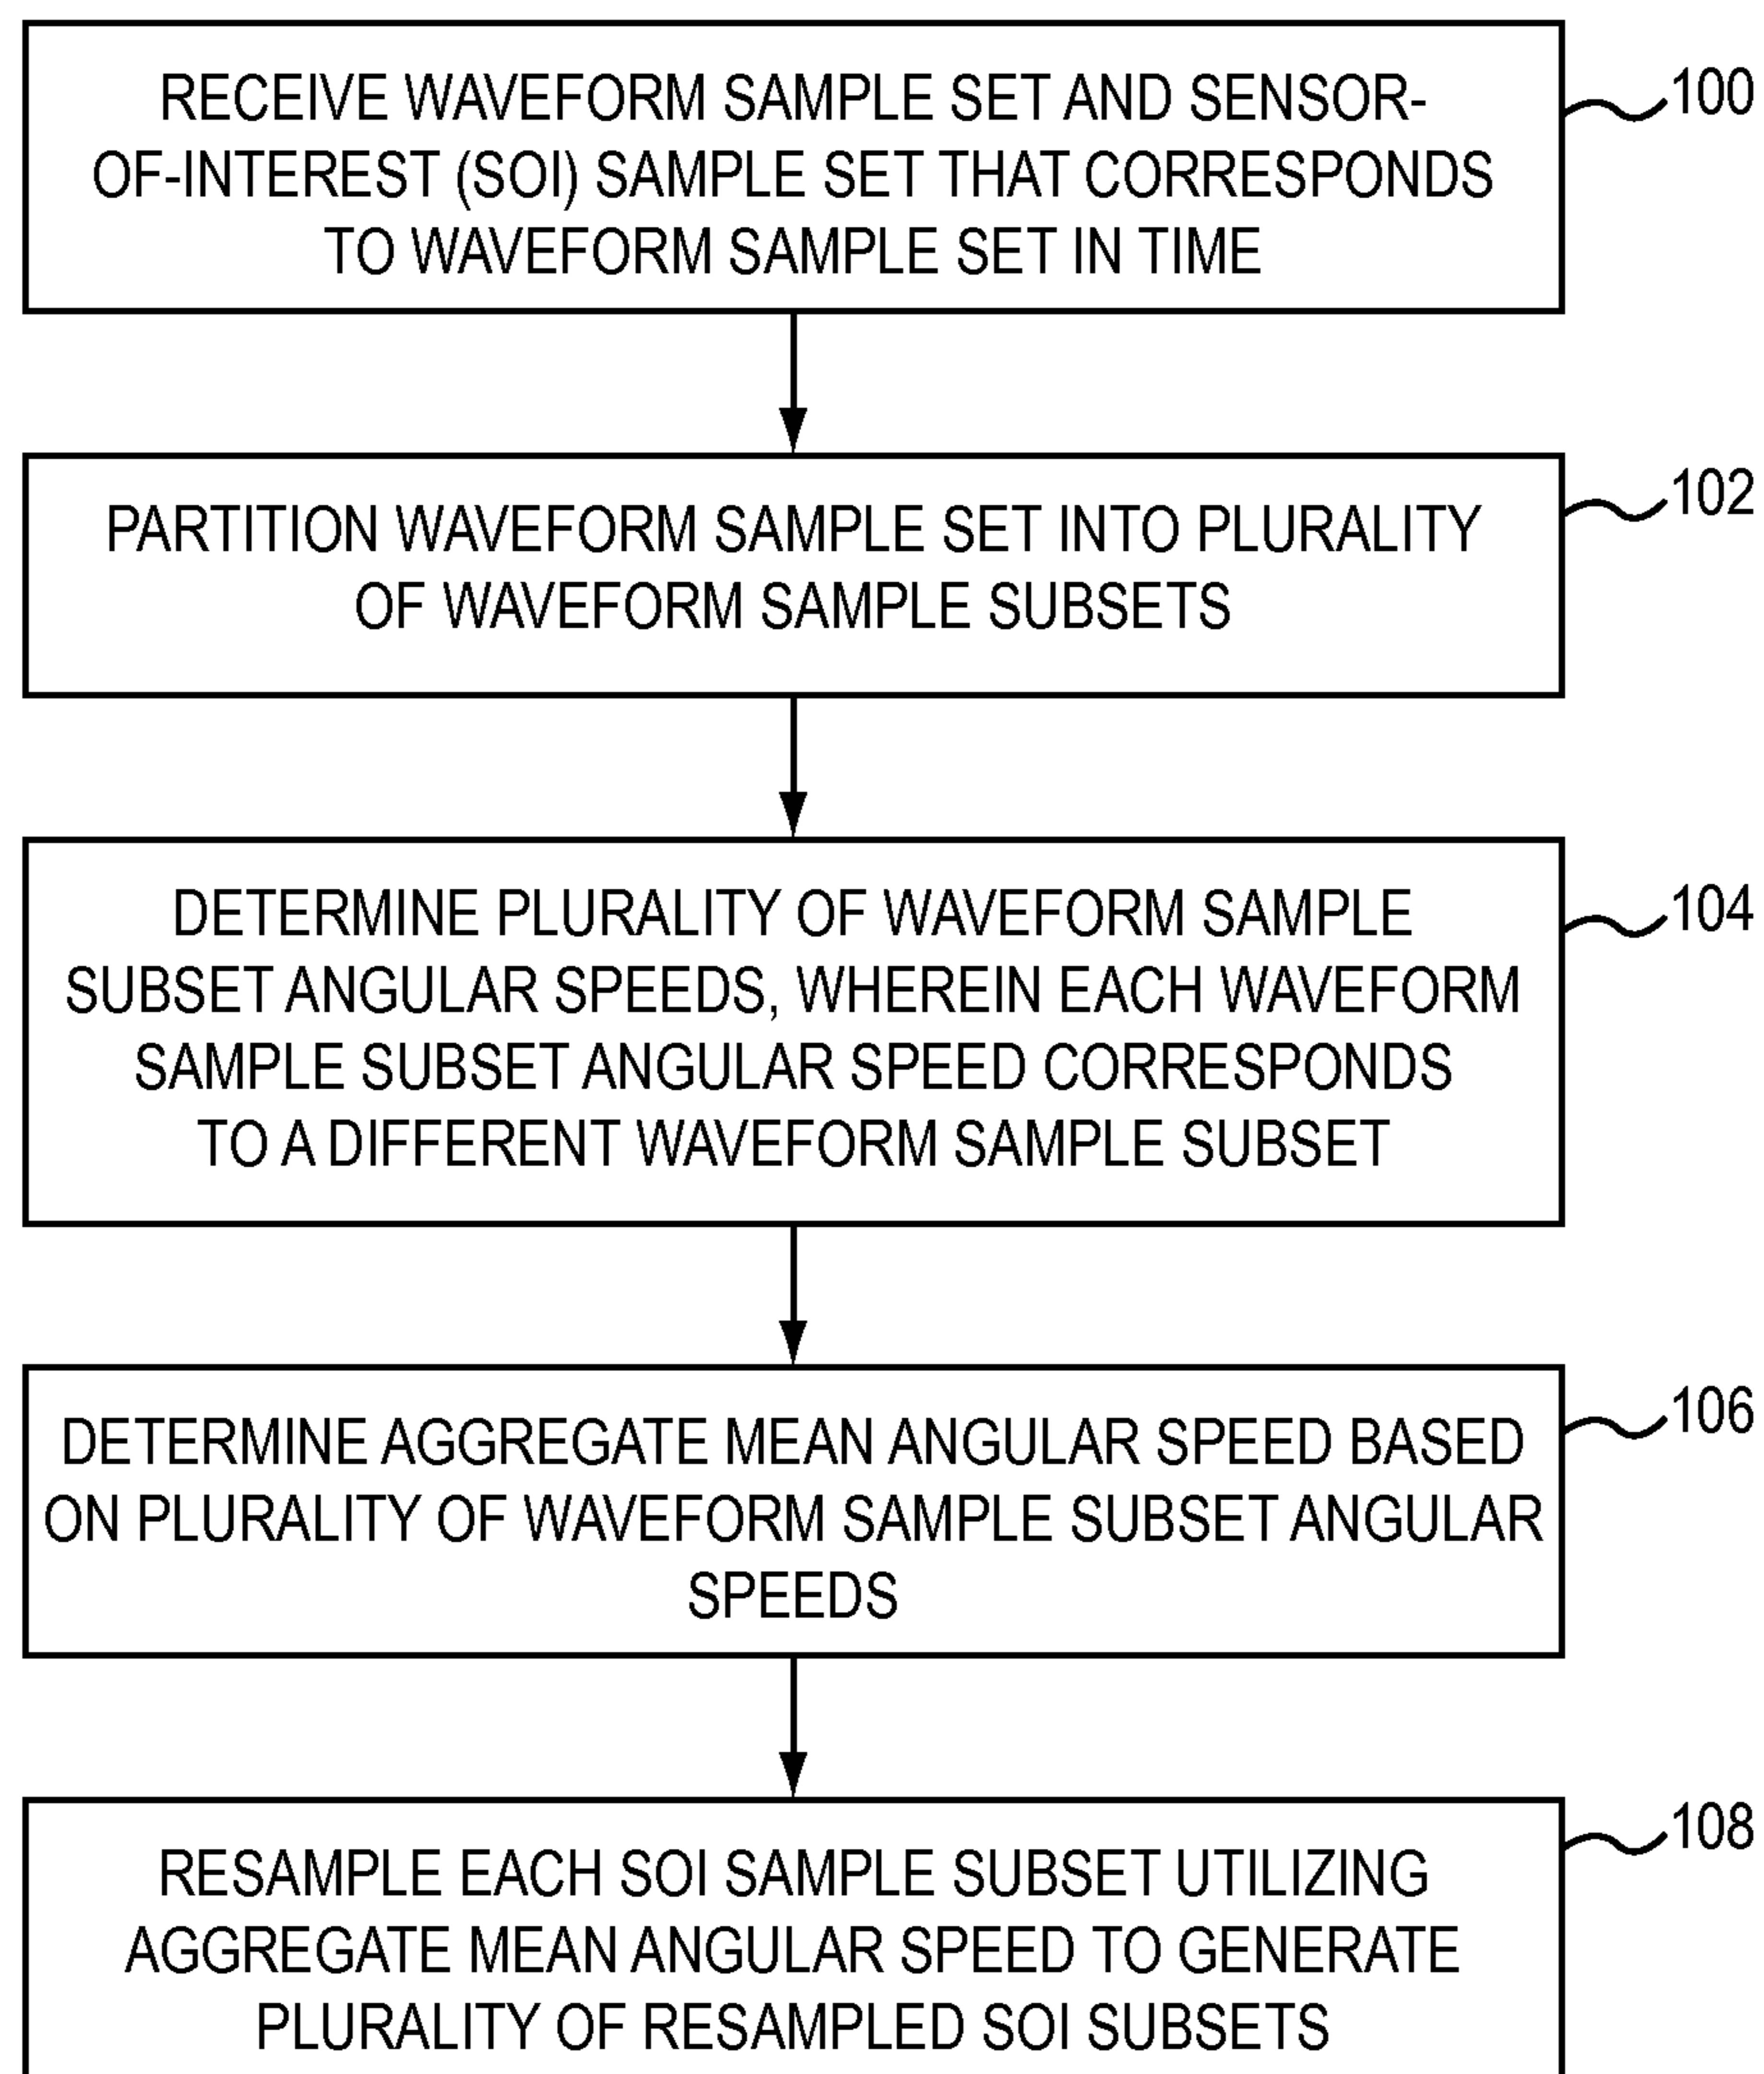 RECEIVE WAVEFORM SAMPLE SET AND SENSOR-
OF-INTEREST (SOI) SAMPLE SET THAT CORRESPONDS
TO WAVEFORM SAMPLE SET IN TIME
100
PARTITION WAVEFORM SAMPLE SET INTO PLURALITY
OF WAVEFORM SAMPLE SUBSETS
102
DETERMINE PLURALITY OF WAVEFORM SAMPLE
SUBSET ANGULAR SPEEDS, WHEREIN EACH WAVEFORM
SAMPLE SUBSET ANGULAR SPEED CORRESPONDS
TO A DIFFERENT WAVEFORM SAMPLE SUBSET
104
DETERMINE AGGREGATE MEAN ANGULAR SPEED BASED
ON PLURALITY OF WAVEFORM SAMPLE SUBSET ANGULAR
SPEEDS
106
RESAMPLE EACH SOI SAMPLE SUBSET UTILIZING
AGGREGATE MEAN ANGULAR SPEED TO GENERATE
PLURALITY OF RESAMPLED SOI SUBSETS
108